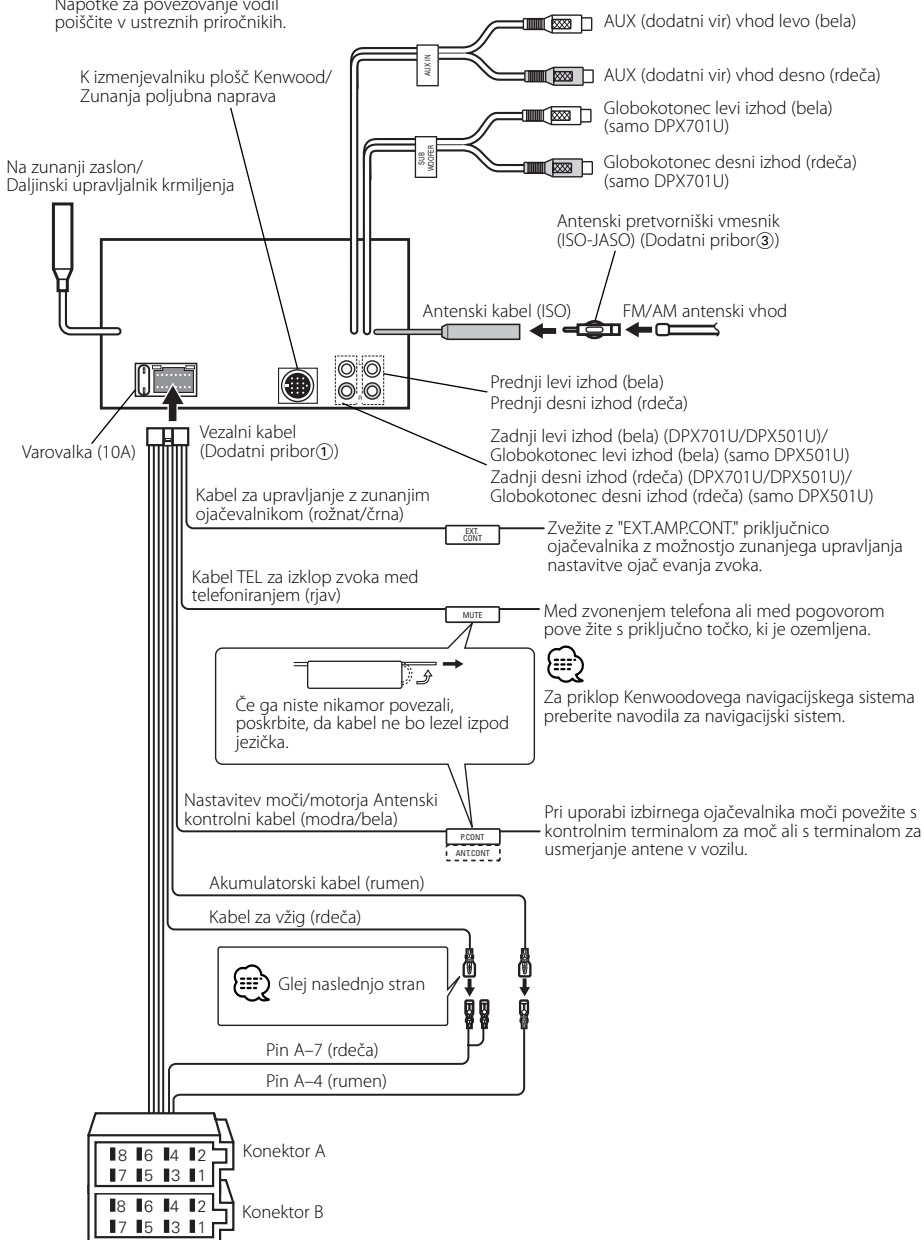 Napotke za povezovanje vodil
poiščite v ustreznih priročnikih.
AUX (dodatni vir) vhod levo (bela)
AUX IN
AUX (dodatni vir) vhod desno (rdeča)
K izmenjevalniku plošč Kenwood/
Zunanja poljubna naprava
Globokotonec levi izhod (bela)
(samo DPX701U)
SUB
WOOFER
Globokotonec desni izhod (rdeča)
(samo DPX701U)
Na zunanji zaslon/
Daljinski upravljalnik krmiljenja
Antenski pretvorniški vmesnik
(ISO-JASO) (Dodatni pribor③)
Antenski kabel (ISO)
FM/AM antenski vhod
Prednji levi izhod (bela)
Prednji desni izhod (rdeča)
Varovalka (10A)
Vezalni kabel
(Dodatni pribor①)
Zadnji levi izhod (bela) (DPX701U/DPX501U)/
Globokotonec levi izhod (bela) (samo DPX501U)
Zadnji desni izhod (rdeča) (DPX701U/DPX501U)/
Globokotonec desni izhod (rdeča) (samo DPX501U)
Kabel za upravljanje z zunanjim
ojačevalnikom (rožnat/črna)
EXT.
CONT
Zvežite z "EXT.AMP.CONT." priključnico
ojačevalnika z možnostjo zunanjega upravljanja
nastavitve ojač evanja zvoka.
Kabel TEL za izklop zvoka med
telefoniranjem (rjav)
MUTE
Med zvonenjem telefona ali med pogovorom
pove žite s priključno točko, ki je ozemljena.
Če ga niste nikamor povezali,
poskrbite, da kabel ne bo lezel izpod
jezička.
Za priklop Kenwoodovega navigacijskega sistema
preberite navodila za navigacijski sistem.
Nastavitev moči/motorja Antenski
kontrolni kabel (modra/bela)
P.CONT
ANT.CONT
Pri uporabi izbirnega ojačevalnika moči povežite s
kontrolnim terminalom za moč ali s terminalom za
usmerjanje antene v vozilu.
Akumulatorski kabel (rumen)
Kabel za vžig (rdeča)
Glej naslednjo stran
Pin A–7 (rdeča)
Pin A–4 (rumen)
8 6 4 2
7 5 3 1
Konektor A
8 6 4 2
7 5 3 1
Konektor B